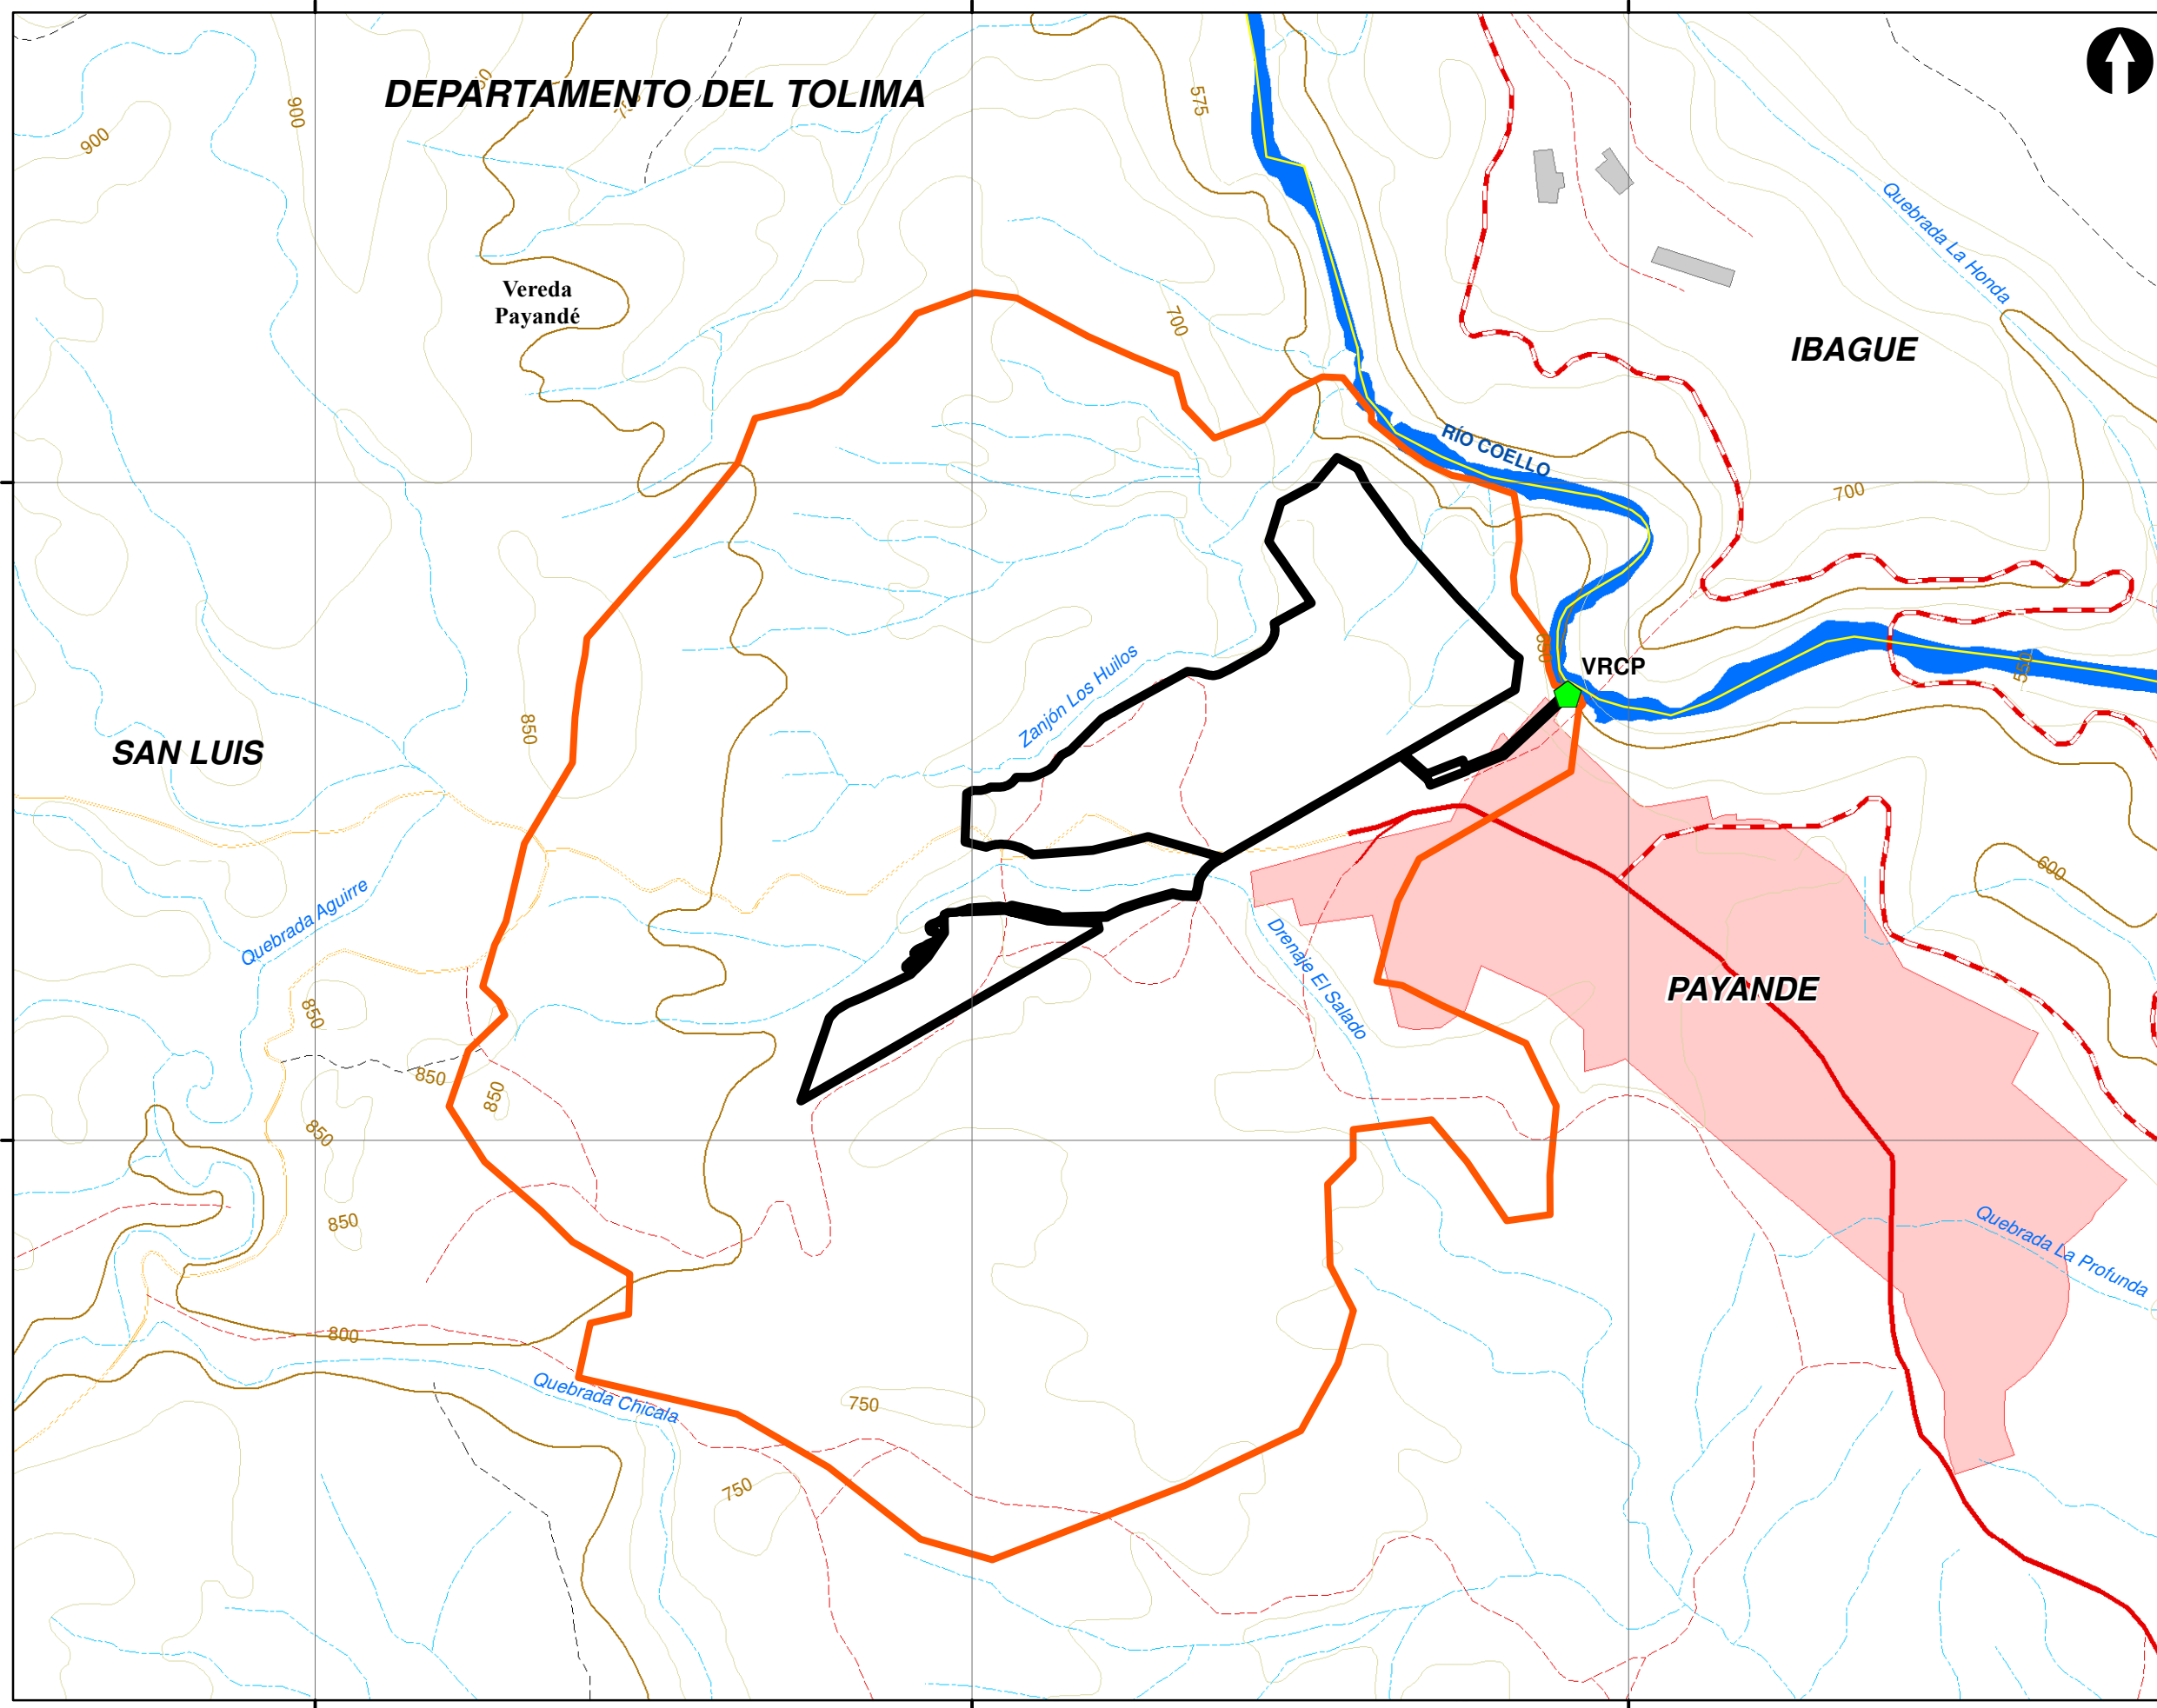 DEPARTAMENTO DEL TOLIMA
900
900
575
Quebrada La Honda
Vereda
Payandé
700
IBAGUE
RÍO COELLO
700
VRCP
550
Zanjón Los Huilos
850
SAN LUIS
600
Quebrada Aguirre
Drenaje El Salado
PAYANDE
850
850
850
850
850
Quebrada La Profunda
800
Quebrada Chicala
750
750